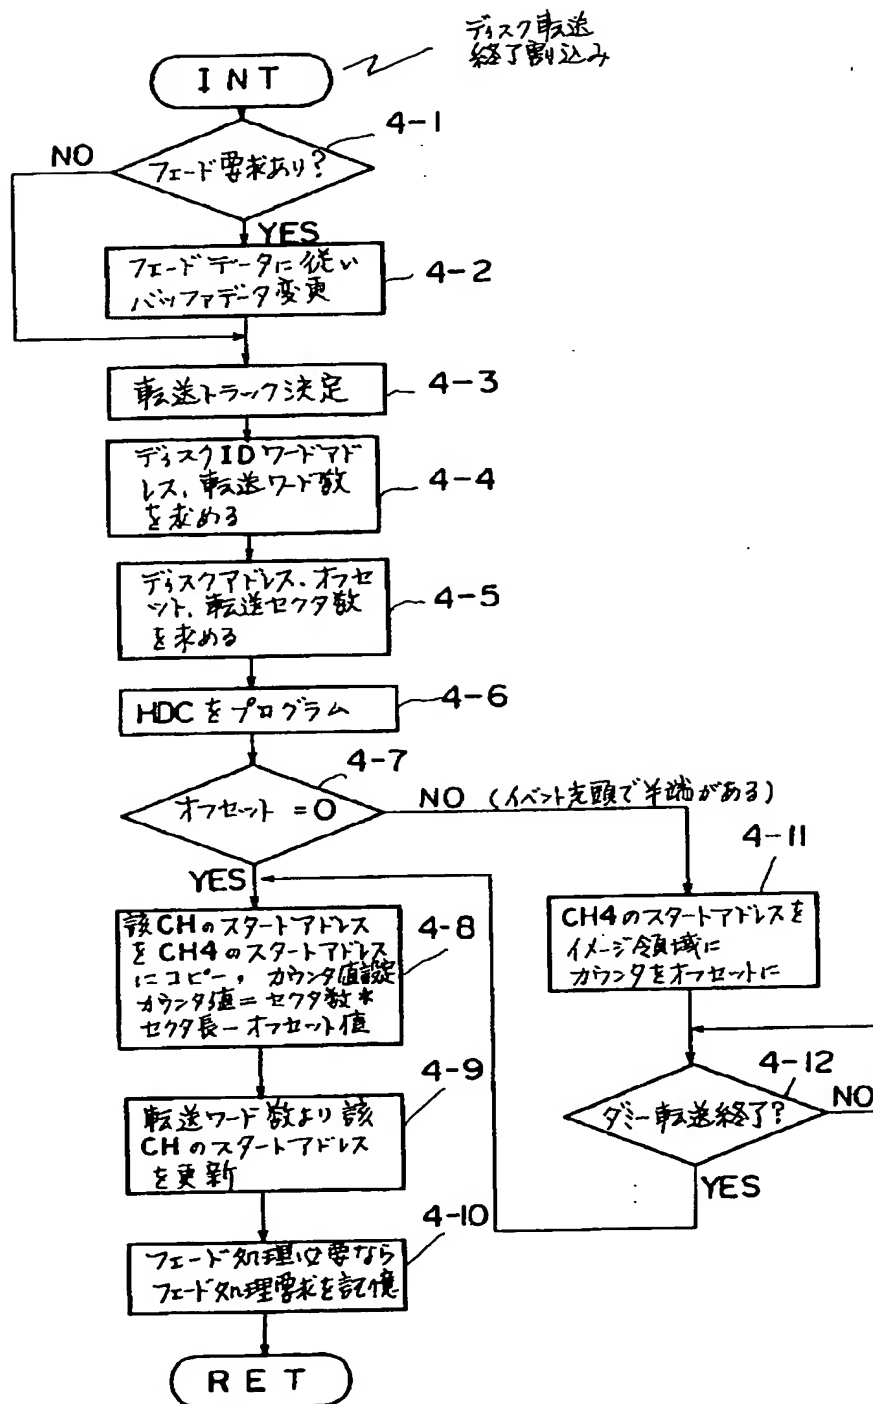 ディスク転送
終了割込み
INT
4-1
NO
フェード要求あり?
YES
フェードデータに従い
バッファデータ変更
4-2
転送トラック決定
4-3
ディスクIDワードアド
レス、転送ワード数
を求める
4-4
ディスクアドレス、オフセ
ット、転送セクタ数
を求める
4-5
HDCをプログラム
4-6
4-7
オフセット = 0
NO (イベント先頭で半端がある)
YES
4-11
CH4のスタートアドレスを
イメージ領域に
カウンタをオフセットに
該CHのスタートアドレス
をCH4のスタートアドレス
にコピー, カウンタ値設定
カウンタ値=セクタ数*
セクタ長-オフセット値
4-8
4-12
ダミー転送終了?
NO
YES
4-9
転送ワード数より該
CHのスタートアドレス
を更新
4-10
フェード処理必要なら
フェード処理要求を記憶
RET